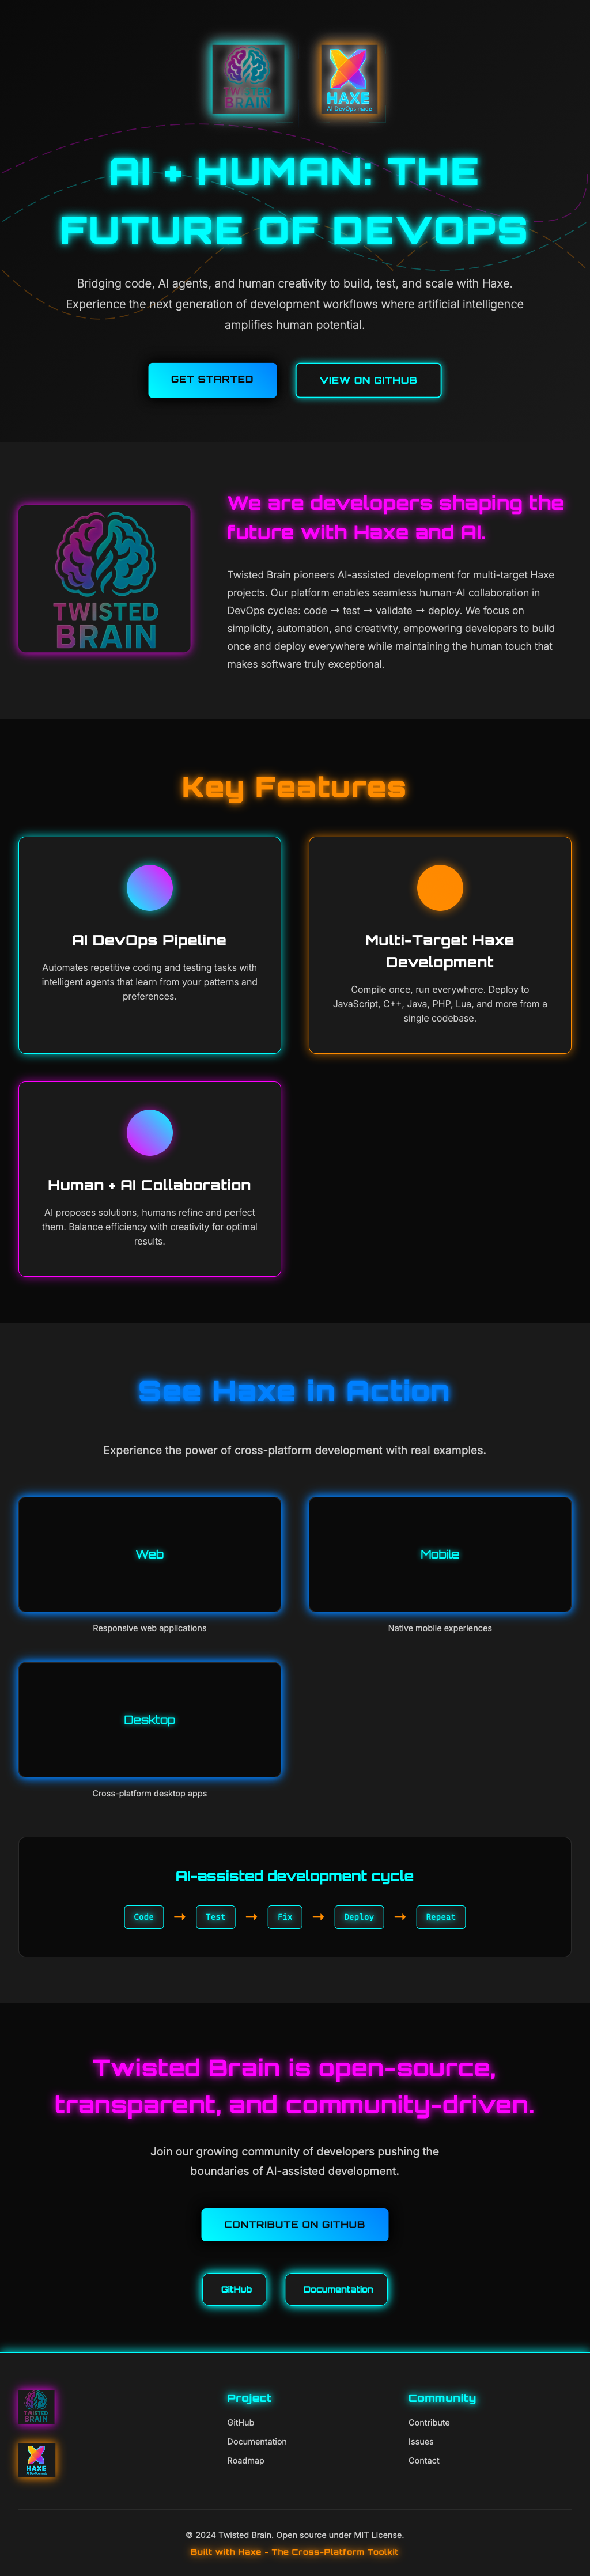 TWISTED
BRAIN
HAXE
AI DevOps made
AI + HUMAN: THE
FUTURE OF DEVOPS
Bridging code, AI agents, and human creativity to build, test, and scale with Haxe.
Experience the next generation of development workflows where artificial intelligence
amplifies human potential.
GET STARTED
VIEW ON GITHUB
We are developers shaping the
future with Haxe and AI.
TWISTED
BRAIN
Twisted Brain pioneers AI-assisted development for multi-target Haxe
projects. Our platform enables seamless human-AI collaboration in
DevOps cycles: code → test → validate → deploy. We focus on
simplicity, automation, and creativity, empowering developers to build
once and deploy everywhere while maintaining the human touch that
makes software truly exceptional.
Key Features
AI DevOps Pipeline
Automates repetitive coding and testing tasks with
intelligent agents that learn from your patterns and
preferences.
Multi-Target Haxe
Development
Compile once, run everywhere. Deploy to
JavaScript, C++, Java, PHP, Lua, and more from a
single codebase.
Human + AI Collaboration
AI proposes solutions, humans refine and perfect
them. Balance efficiency with creativity for optimal
results.
See Haxe in Action
Experience the power of cross-platform development with real examples.
Web
Responsive web applications
Mobile
Native mobile experiences
Desktop
Cross-platform desktop apps
AI-assisted development cycle
Code → Test → Fix → Deploy → Repeat
Twisted Brain is open-source,
transparent, and community-driven.
Join our growing community of developers pushing the
boundaries of AI-assisted development.
CONTRIBUTE ON GITHUB
GitHub
Documentation
TWISTED
BRAIN
HAXE
AI DevOps made
Project
GitHub
Documentation
Roadmap
Community
Contribute
Issues
Contact
© 2024 Twisted Brain. Open source under MIT License.
Built with Haxe - The Cross-Platform Toolkit